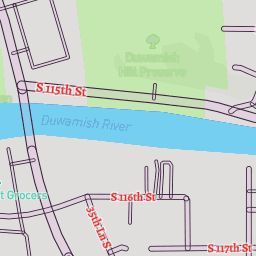 Duwamish
Hill Preserve
S 115th St
Duwamish River
S 116th St
t Grocers
35th Ln S
S 117th St